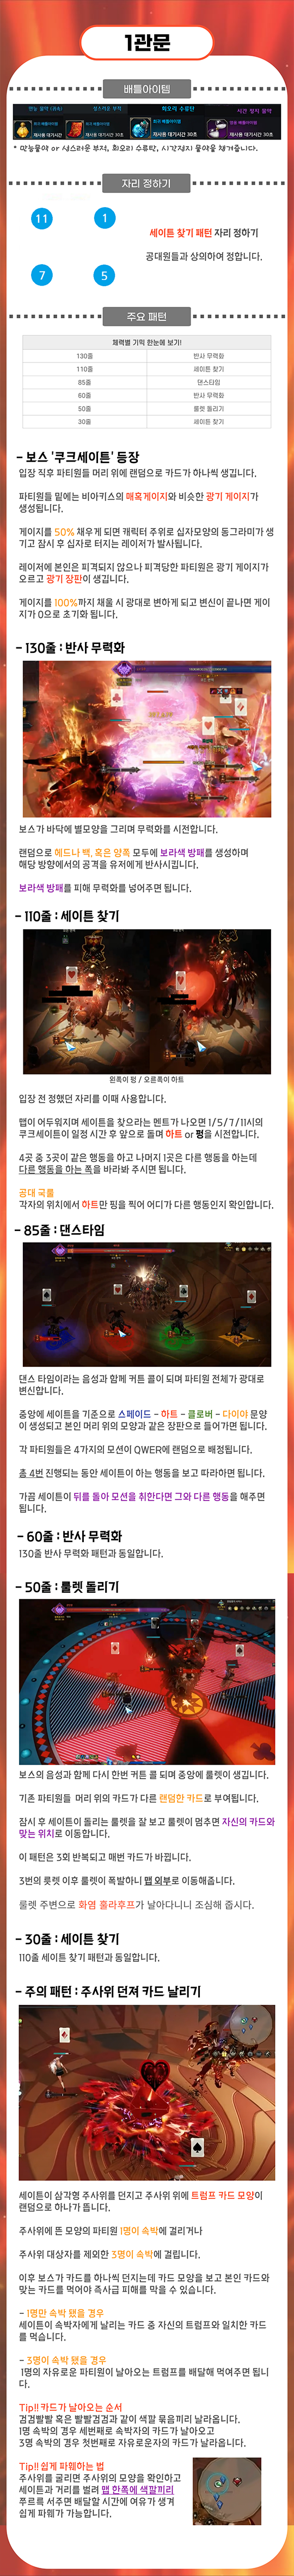 1관문
배틀아이템
만능 물약 (귀속)
성스러운 부적
회오리 수류탄
시간 정지 물약
회복 배틀아이템
재사용 대기시간 30초
* 만능물약 or 성스러운 부적, 회오리 수류탄, 시간정지 물약을 챙겨줍니다.
자리 정하기
11
1
7
5
세이튼 찾기 패턴 자리 정하기
공대원들과 상의하여 정합니다.
주요 패턴
체력별 기믹 한눈에 보기!
130줄 반사 무력화
110줄 세이튼 찾기
85줄 댄스타임
60줄 반사 무력화
50줄 룰렛 돌리기
30줄 세이튼 찾기
- 보스 '쿠크세이튼' 등장
입장 직후 파티원들 머리 위에 랜덤으로 카드가 하나씩 생깁니다.
파티원들 밑에는 비아키스의 매혹게이지와 비슷한 광기 게이지가
생성됩니다.
게이지를 50% 채우게 되면 캐릭터 주위로 십자모양의 동그라미가 생
기고 잠시 후 십자로 터지는 레이저가 발사됩니다.
레이저에 본인은 피격되지 않으나 피격당한 파티원은 광기 게이지가
오르고 광기 장판이 생깁니다.
게이지를 100%까지 채울 시 광대로 변하게 되고 변신이 끝나면 게이
지가 0으로 초기화 됩니다.
- 130줄 : 반사 무력화
보스가 바닥에 별모양을 그리며 무력화를 시전합니다.
랜덤으로 헤드나 백, 혹은 양쪽 모두에 보라색 방패를 생성하며
해당 방향에서의 공격을 유저에게 반사시킵니다.
보라색 방패를 피해 무력화를 넣어주면 됩니다.
- 110줄 : 세이튼 찾기
왼쪽이 펑 / 오른쪽이 하트
입장 전 정했던 자리를 이때 사용합니다.
맵이 어두워지며 세이튼을 찾으라는 멘트가 나오면 1/5/7/11시의
쿠크세이튼이 일정 시간 후 앞으로 돌며 하트 or 펑을 시전합니다.
4곳 중 3곳이 같은 행동을 하고 나머지 1곳은 다른 행동을 하는데
다른 행동을 하는 쪽을 바라봐 주시면 됩니다.
공대 국룰
각자의 위치에서 하트만 핑을 찍어 어디가 다른 행동인지 확인합니다.
- 85줄 : 댄스타임
댄스 타임이라는 음성과 함께 커튼 콜이 되며 파티원 전체가 광대로
변신합니다.
중앙에 세이튼을 기준으로 스페이드 - 하트 - 클로버 - 다이아 문양
이 생성되고 본인 머리 위의 모양과 같은 장판으로 들어가면 됩니다.
각 파티원들은 4가지의 모션이 QWER에 랜덤으로 배정됩니다.
총 4번 진행되는 동안 세이튼이 하는 행동을 보고 따라하면 됩니다.
가끔 세이튼이 뒤를 돌아 모션을 취한다면 그와 다른 행동을 해주면
됩니다.
- 60줄 : 반사 무력화
130줄 반사 무력화 패턴과 동일합니다.
- 50줄 : 룰렛 돌리기
보스의 음성과 함께 다시 한번 커튼 콜 되며 중앙에 룰렛이 생깁니다.
기존 파티원들 머리 위의 카드가 다른 랜덤한 카드로 부여됩니다.
잠시 후 세이튼이 돌리는 룰렛을 잘 보고 룰렛이 멈추면 자신의 카드와
맞는 위치로 이동합니다.
이 패턴은 3회 반복되고 매번 카드가 바뀝니다.
3번의 룻렛 이후 룰렛이 폭발하니 맵 외부로 이동해줍니다.
룰렛 주변으로 화염 훌라후프가 날아다니니 조심해 줍시다.
- 30줄 : 세이튼 찾기
110줄 세이튼 찾기 패턴과 동일합니다.
- 주의 패턴 : 주사위 던져 카드 날리기
세이튼이 삼각형 주사위를 던지고 주사위 위에 트럼프 카드 모양이
랜덤으로 하나가 뜹니다.
주사위에 뜬 모양의 파티원 1명이 속박에 걸리거나
주사위 대상자를 제외한 3명이 속박에 걸립니다.
이후 보스가 카드를 하나씩 던지는데 카드 모양을 보고 본인 카드와
맞는 카드를 먹어야 즉사급 피해를 막을 수 있습니다.
- 1명만 속박 됐을 경우
세이튼이 속박자에게 날리는 카드 중 자신의 트럼프와 일치한 카드
를 먹습니다.
- 3명이 속박 됐을 경우
1명의 자유로운 파티원이 날아오는 트럼프를 배달해 먹여주면 됩니
다.
Tip!! 카드가 날아오는 순서
검검빨빨 혹은 빨빨검검과 같이 색깔 묶음끼리 날라옵니다.
1명 속박의 경우 세번째로 속박자의 카드가 날아오고
3명 속박의 경우 첫번째로 자유로운자의 카드가 날라옵니다.
Tip!! 쉽게 파훼하는 법
주사위를 굴리면 주사위의 모양을 확인하고
세이튼과 거리를 벌려 맵 한쪽에 색깔끼리
푸르륵 서주면 배달할 시간에 여유가 생겨
쉽게 파훼가 가능합니다.